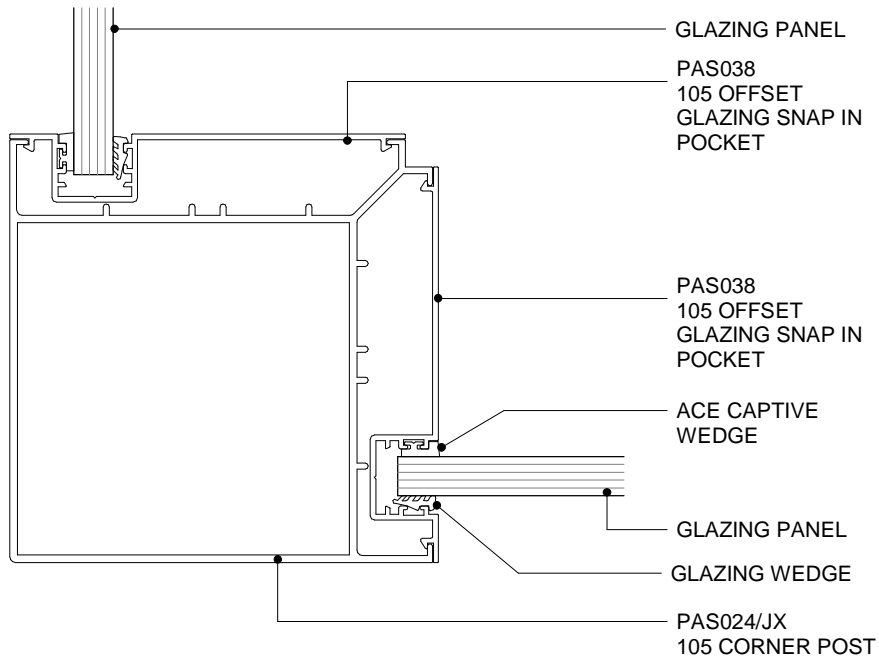 GLAZING PANEL
PAS038
105 OFFSET
GLAZING SNAP IN
POCKET
PAS038
105 OFFSET
GLAZING SNAP IN
POCKET
ACE CAPTIVE
WEDGE
GLAZING PANEL
GLAZING WEDGE
PAS024/JX
105 CORNER POST